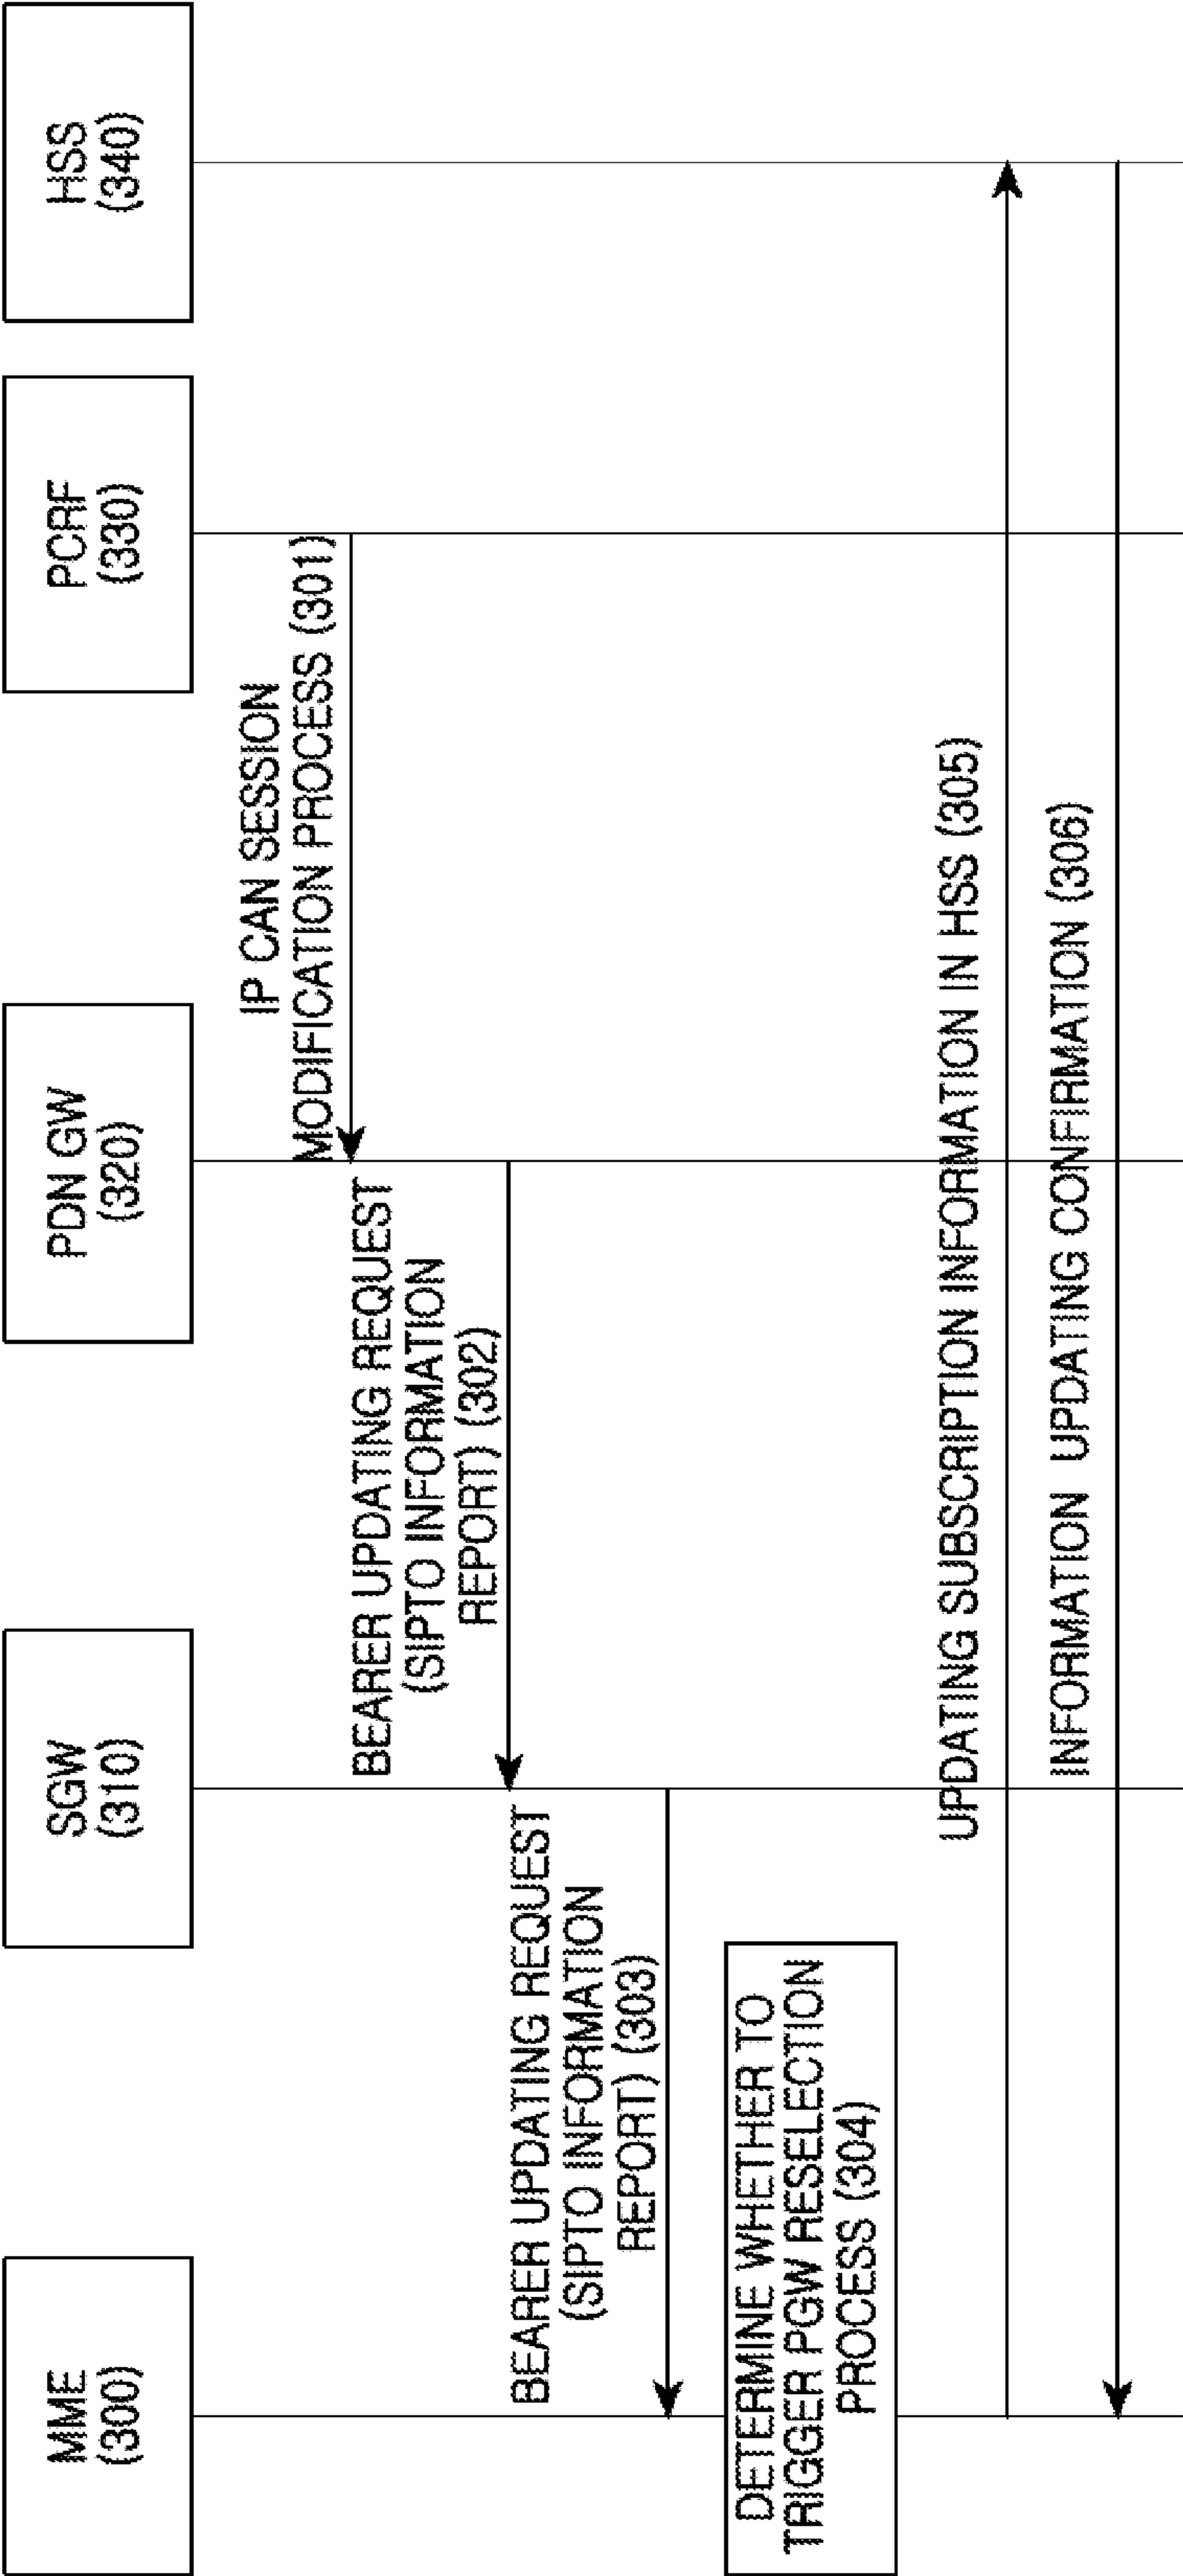 MME
(300)
SGW
(310)
PDN GW
(320)
PCRF
(330)
HSS
(340)
IP CAN SESSION
MODIFICATION PROCESS (301)
BEARER UPDATING REQUEST
(SIPTO INFORMATION
REPORT) (302)
BEARER UPDATING REQUEST
(SIPTO INFORMATION
REPORT) (303)
DETERMINE WHETHER TO
TRIGGER PGW RESELECTION
PROCESS (304)
UPDATING SUBSCRIPTION INFORMATION IN HSS (305)
INFORMATION UPDATING CONFIRMATION (306)